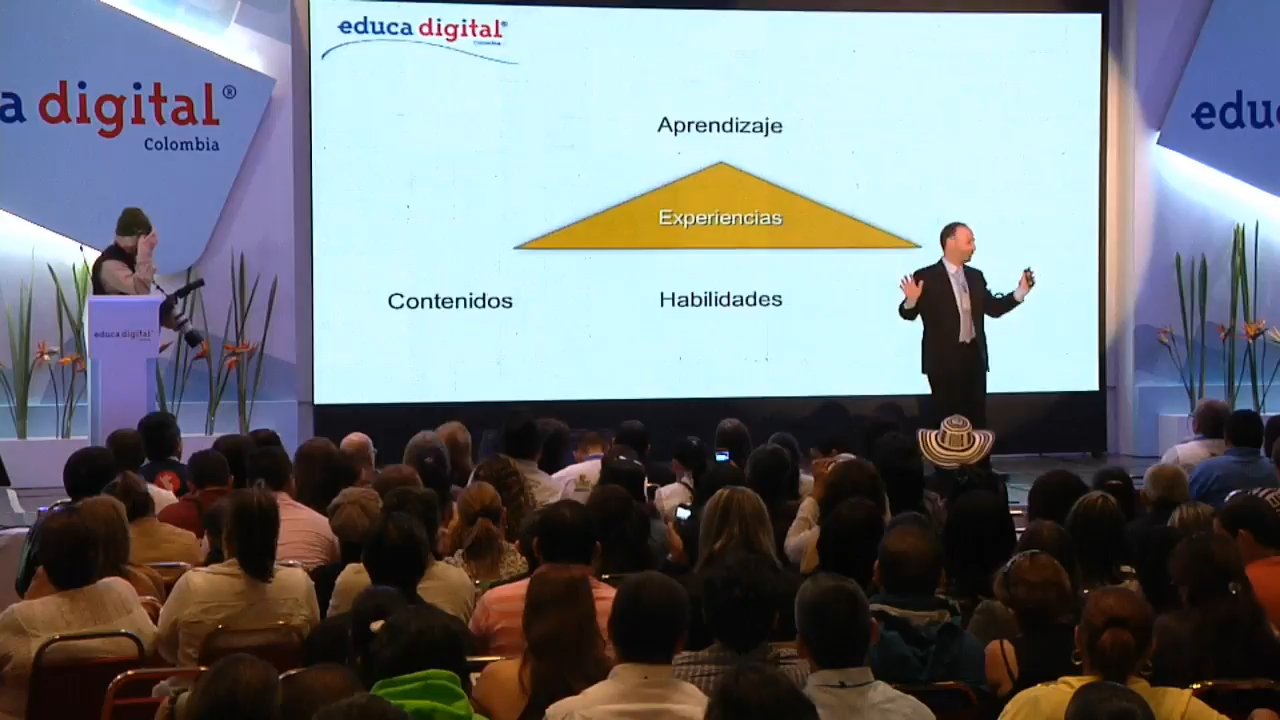 educa digital®
Colombia
a digital®
Colombia
educ
Aprendizaje
Experiencias
Contenidos
Habilidades
educa digital